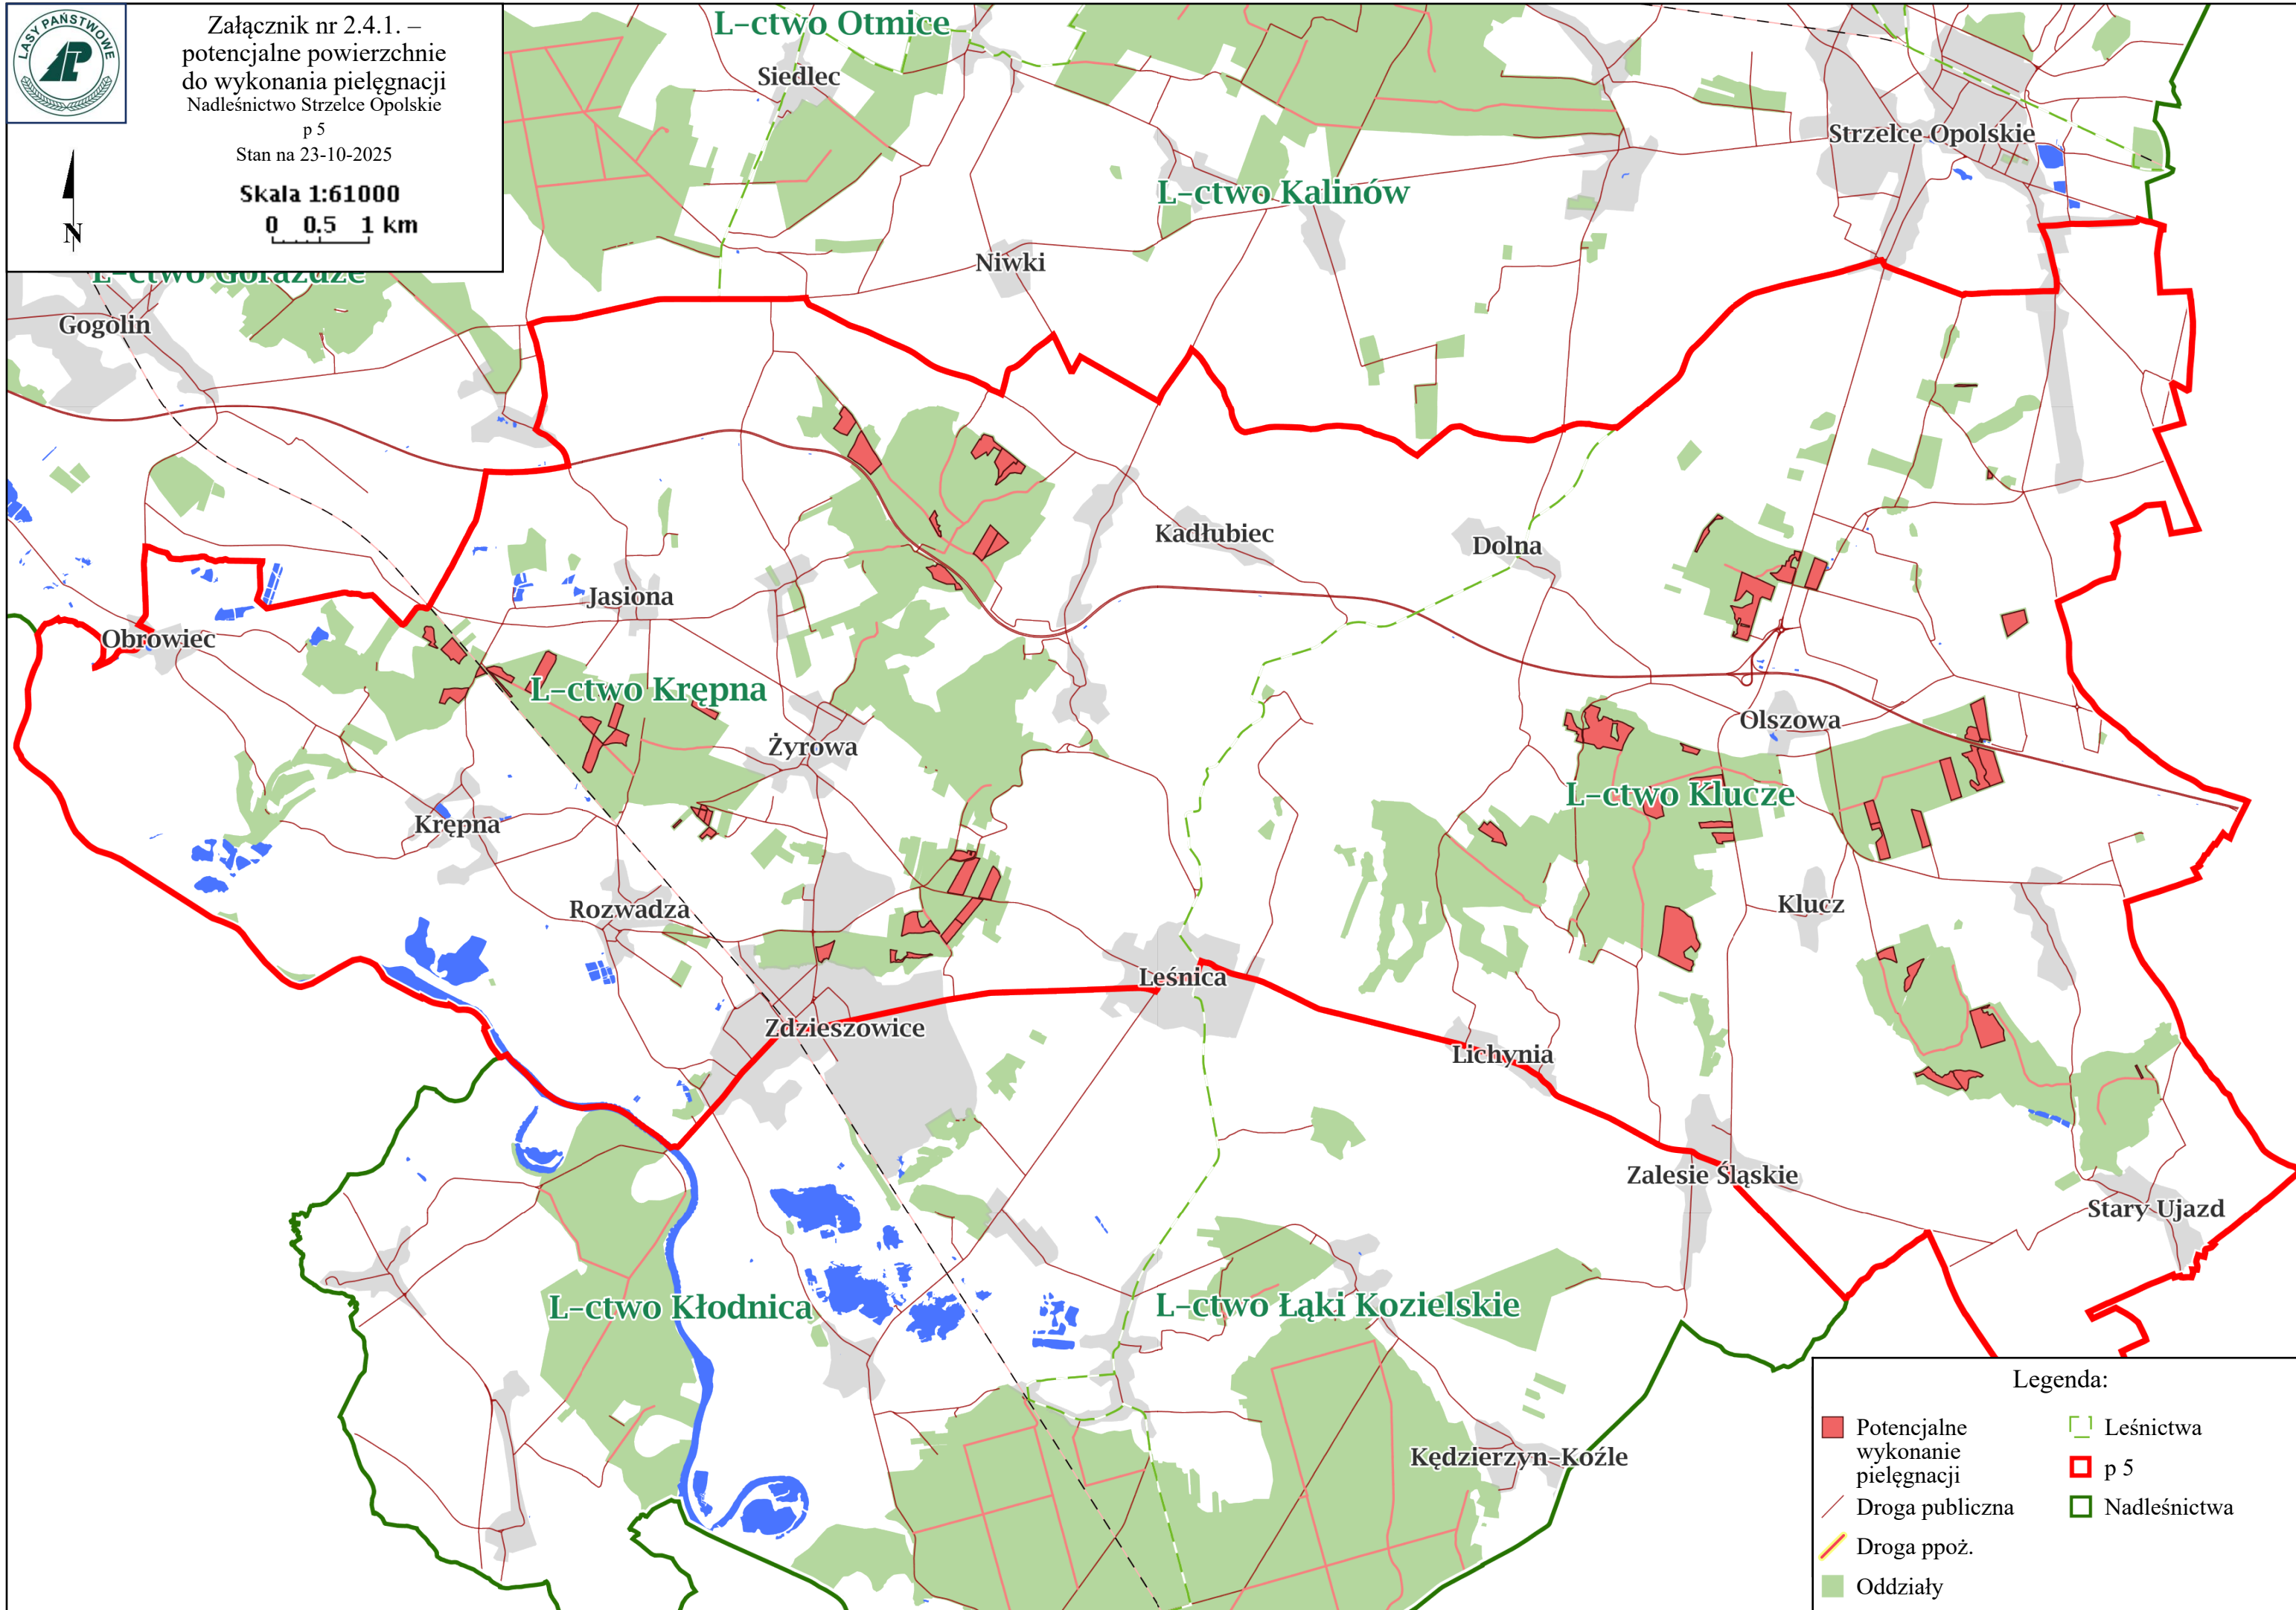 LASY PAŃSTWOWE
Załącznik nr 2.4.1. –
potencjalne powierzchnie
do wykonania pielęgnacji
Nadleśnictwo Strzelce Opolskie
p 5
Stan na 23-10-2025
Skala 1:61000
0 0.5 1 km
N
L-ctwo Otmice
Siedlec
Strzelce Opolskie
L-ctwo Kalinów
Niwki
L-ctwo Górażdże
Gogolin
Kadłubiec
Dolna
Jasiona
Obrowiec
L-ctwo Krępna
Żyrowa
Olszowa
L-ctwo Klucze
Krępna
Rozwadza
Klucz
Leśnica
Zdzieszowice
Lichynia
Zalesie Śląskie
Stary Ujazd
L-ctwo Kłodnica
L-ctwo Łąki Kozielskie
Kędzierzyn-Koźle
Legenda:
Potencjalne
wykonanie
pielęgnacji
Droga publiczna
Droga ppoż.
Oddziały
Leśnictwa
p 5
Nadleśnictwa